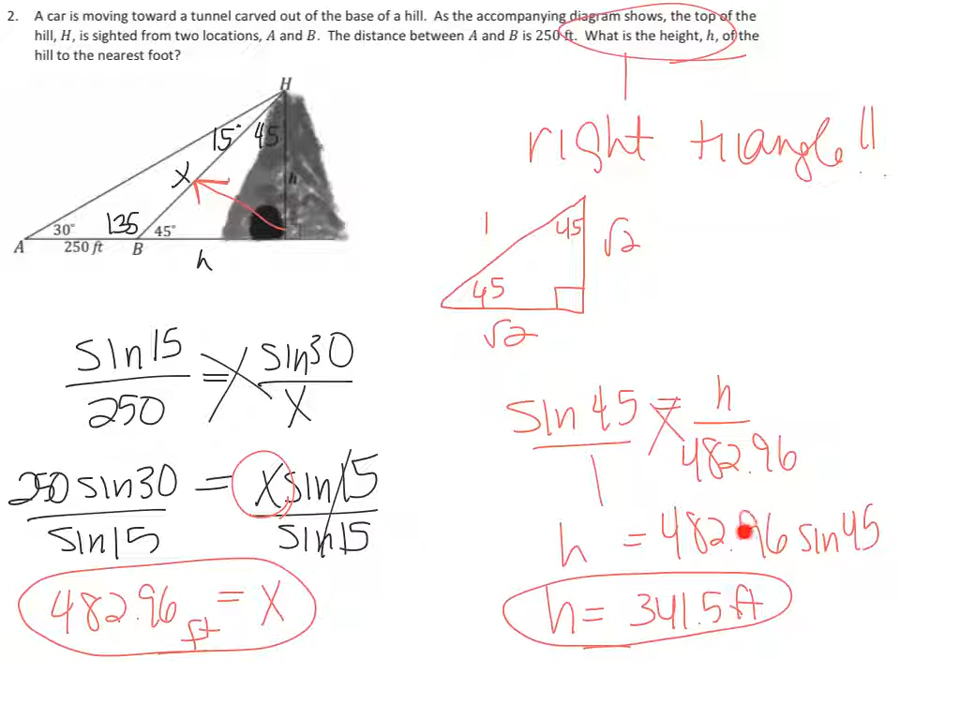 2. A car is moving toward a tunnel carved out of the base of a hill. As the accompanying diagram shows, the top of the
hill, H, is sighted from two locations, A and B. The distance between A and B is 250 ft. What is the height, h, of the
hill to the nearest foot?
H
15° 45
x
h
30° 135 45°
A 250 ft B
h
right triangle!!
1
45
√2
45
√2
sin 15 / 250 = sin 30 / x
250 sin 30 / sin 15 = x sin 15 / sin 15
482.96 ft = x
sin 45 / 1 = h / 482.96
h = 482.96 sin 45
h = 341.5 ft